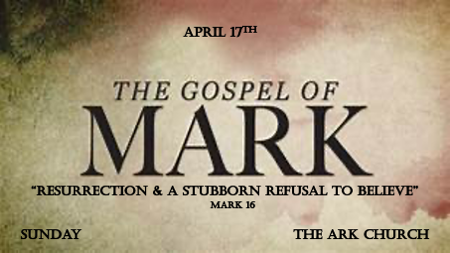 APRIL 17TH
THE GOSPEL OF
MARK
"RESURRECTION & A STUBBORN REFUSAL TO BELIEVE"
MARK 16
SUNDAY THE ARK CHURCH